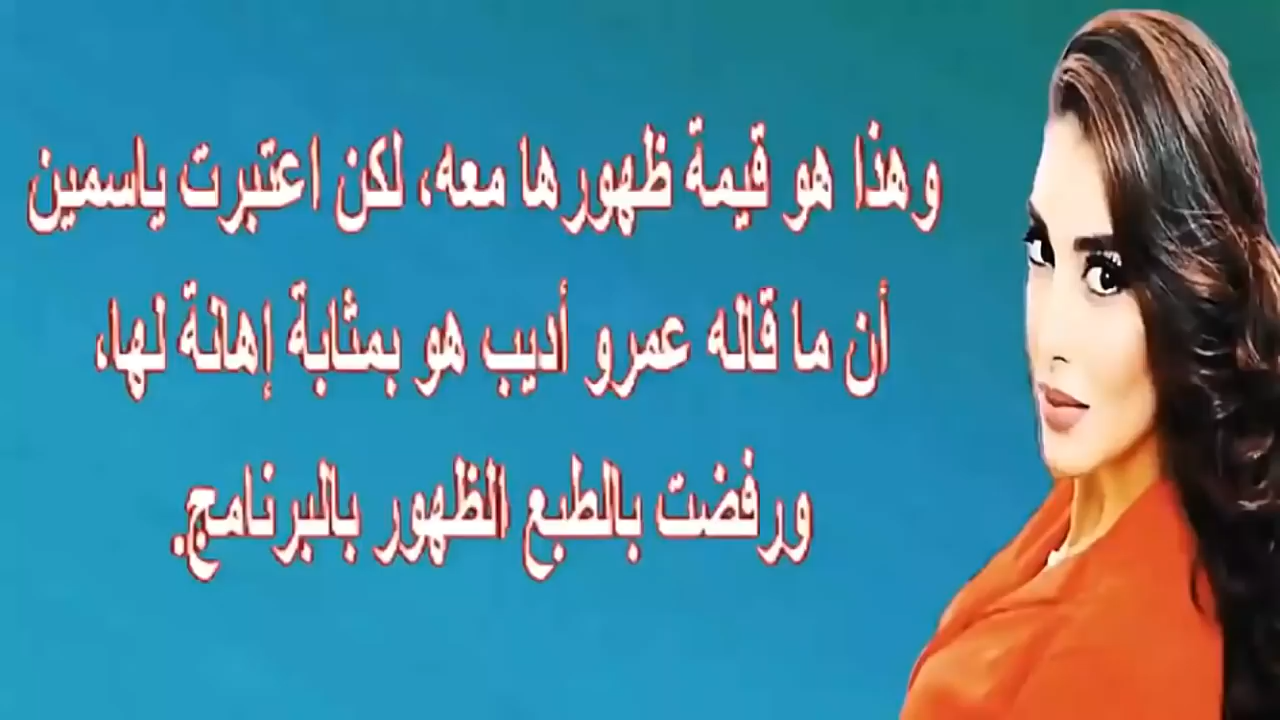 وهذا هو قيمة ظهورها معه، لكن اعتبرت ياسمين
أن ما قاله عمرو أديب هو بمثابة إهانة لها،
ورفضت بالطبع الظهور بالبرنامج.